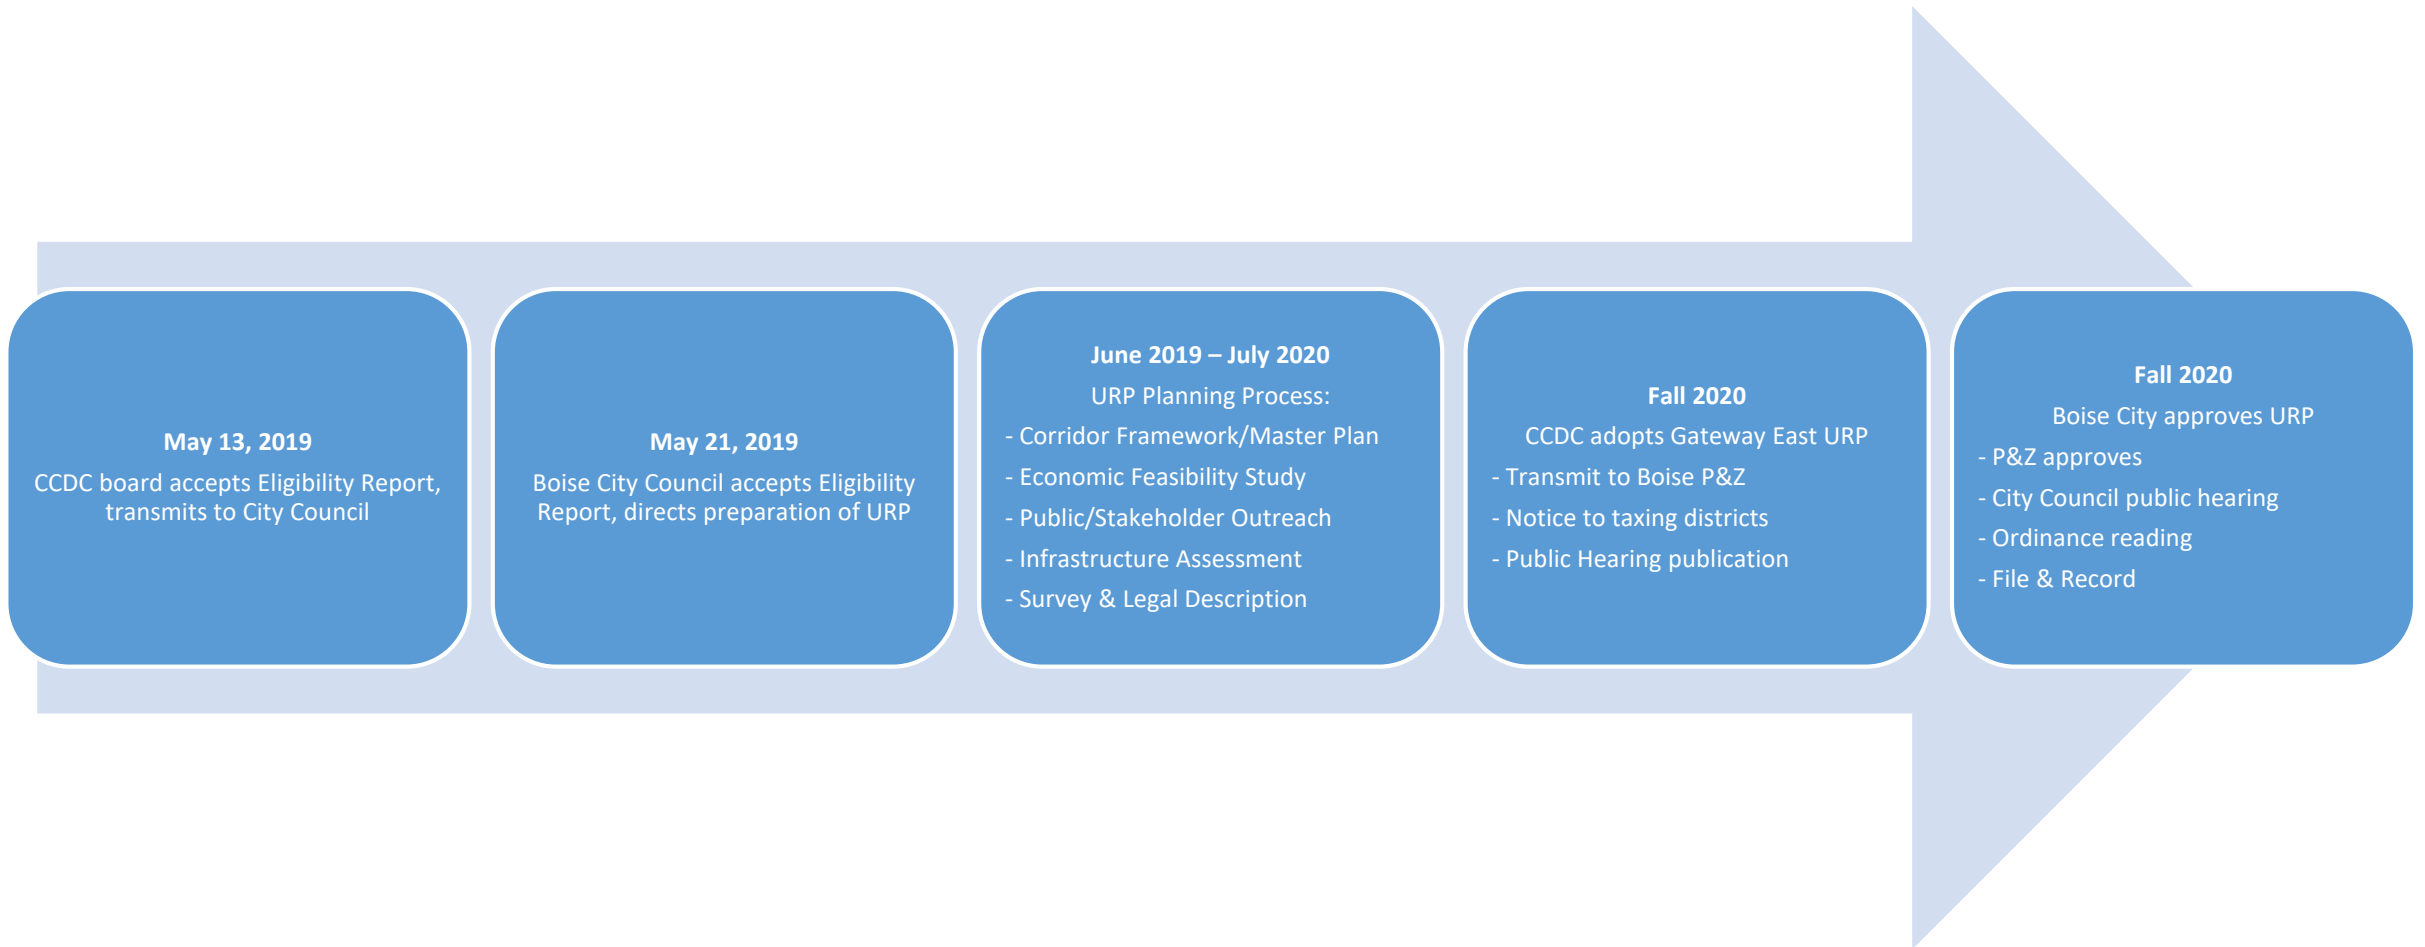 May 13, 2019
CCDC board accepts Eligibility Report,
transmits to City Council
May 21, 2019
Boise City Council accepts Eligibility
Report, directs preparation of URP
June 2019 – July 2020
URP Planning Process:
- Corridor Framework/Master Plan
- Economic Feasibility Study
- Public/Stakeholder Outreach
- Infrastructure Assessment
- Survey & Legal Description
Fall 2020
CCDC adopts Gateway East URP
- Transmit to Boise P&Z
- Notice to taxing districts
- Public Hearing publication
Fall 2020
Boise City approves URP
- P&Z approves
- City Council public hearing
- Ordinance reading
- File & Record